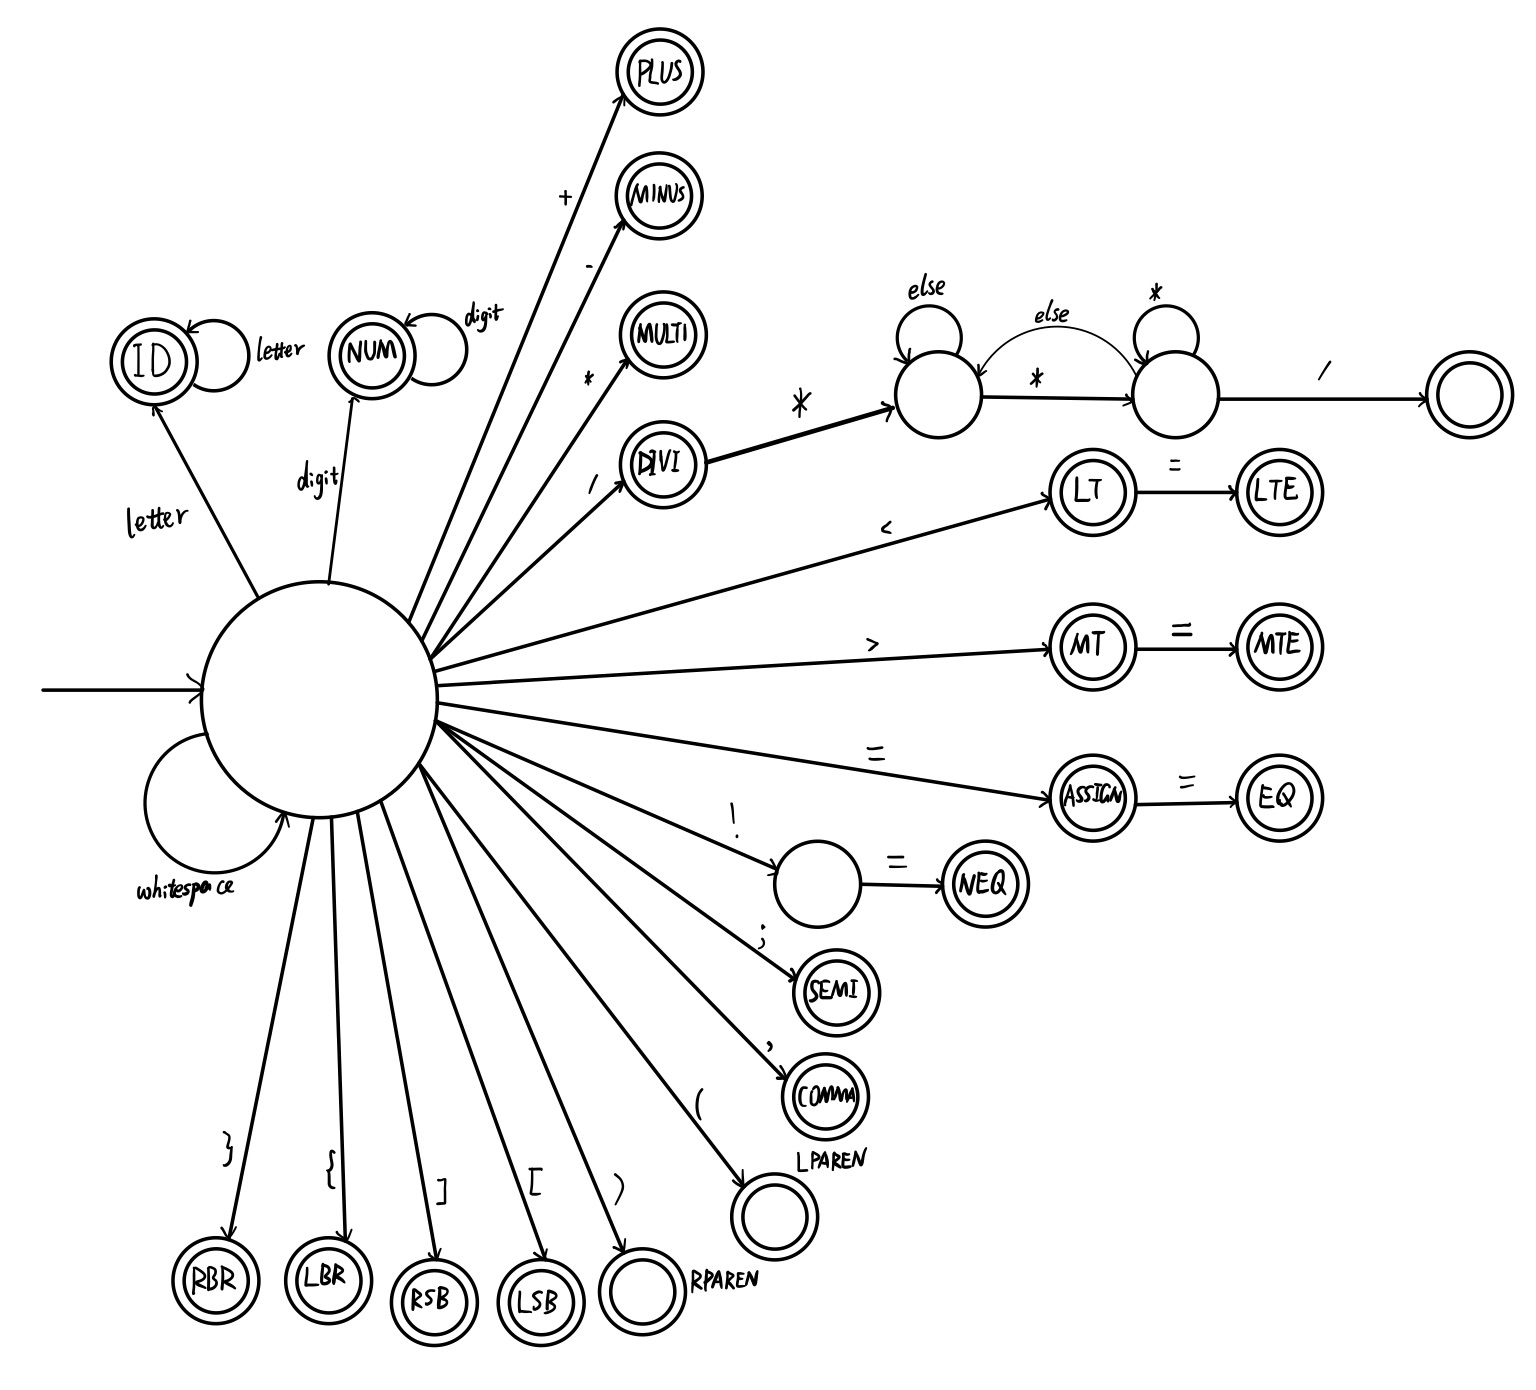 PLUS
+
MINUS
-
MULTI
*
DIVI
/
*
else
else
*
*
/
ID
letter
NUM
digit
letter
digit
<
LT
=
LTE
>
MT
=
MTE
=
ASSIGN
=
EQ
!
=
NEQ
;
SEMI
,
COMMA
(
LPAREN
)
RPAREN
[
LSB
]
RSB
{
LBR
}
RBR
whitespace